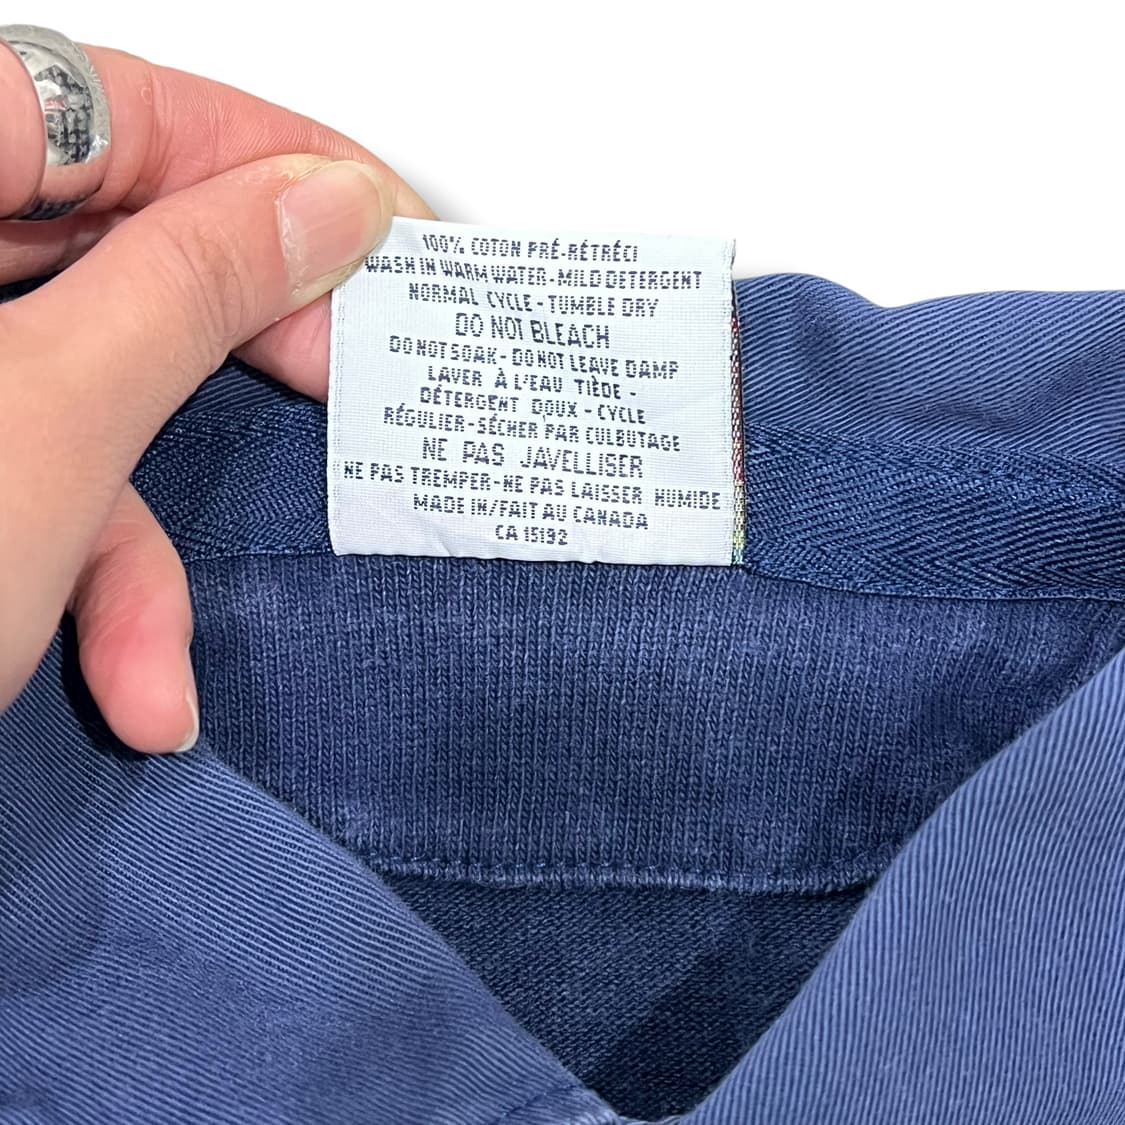 100% COTON PRÉ-RÉTRÉCI
WASH IN WARM WATER-MILD DETERGENT
NORMAL CYCLE-TUMBLE DRY
DO NOT BLEACH
DO NOT SOAK-DO NOT LEAVE DAMP
LAVER À L'EAU TIÈDE -
DÉTERGENT DOUX - CYCLE
RÉGULIER-SÉCHER PAR CULBUTAGE
NE PAS JAVELLISER
NE PAS TREMPER-NE PAS LAISSER HUMIDE
MADE IN/FAIT AU CANADA
CA 15192